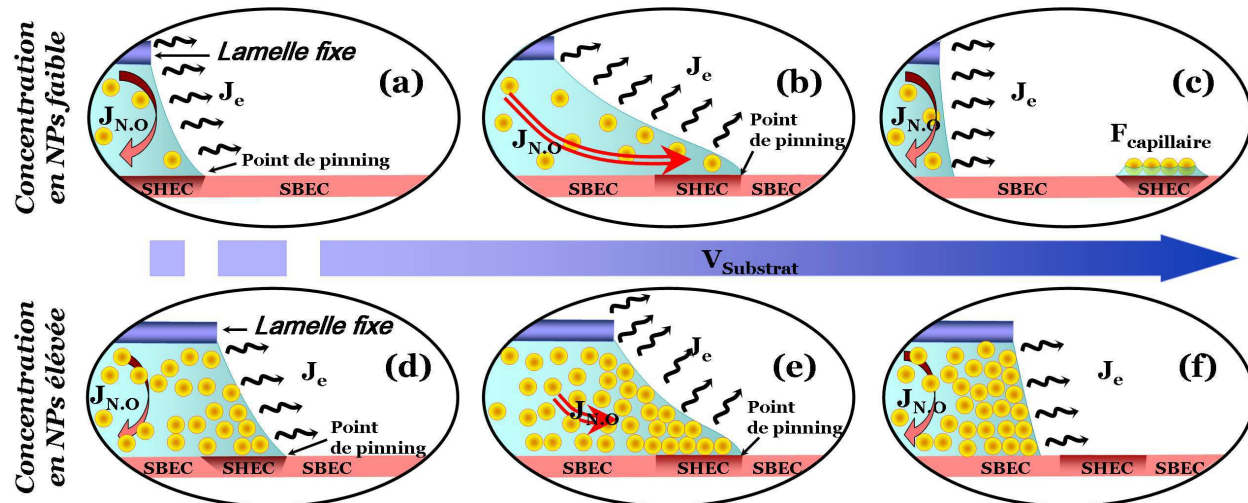 Concentration
en NPs faible
Lamelle fixe
(a)
J_e
J_N.O
Point de pinning
SHEC
SBEC
(b)
J_e
J_N.O
Point
de pinning
SBEC
SHEC
SBEC
(c)
J_e
J_N.O
F_capillaire
SBEC
SHEC
V_Substrat
Concentration
en NPs élévée
Lamelle fixe
(d)
J_e
J_N.O
Point
de pinning
SBEC
SHEC
SBEC
(e)
J_e
J_N.O
Point
de pinning
SBEC
SHEC
SBEC
(f)
J_e
J_N.O
SBEC
SHEC
SBEC